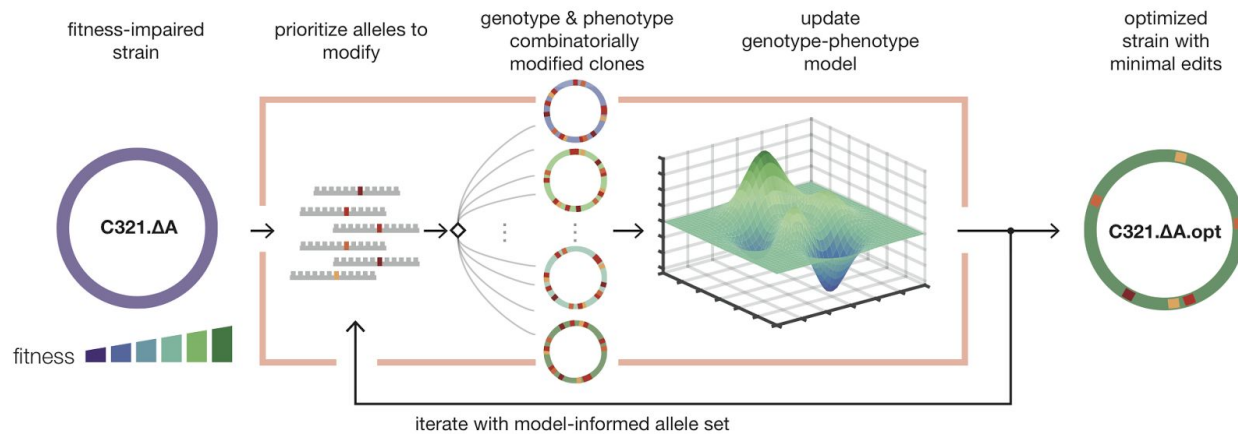 fitness-impaired
strain
prioritize alleles to
modify
genotype & phenotype
combinatorially
modified clones
update
genotype-phenotype
model
optimized
strain with
minimal edits
C321.ΔA
C321.ΔA.opt
fitness
iterate with model-informed allele set